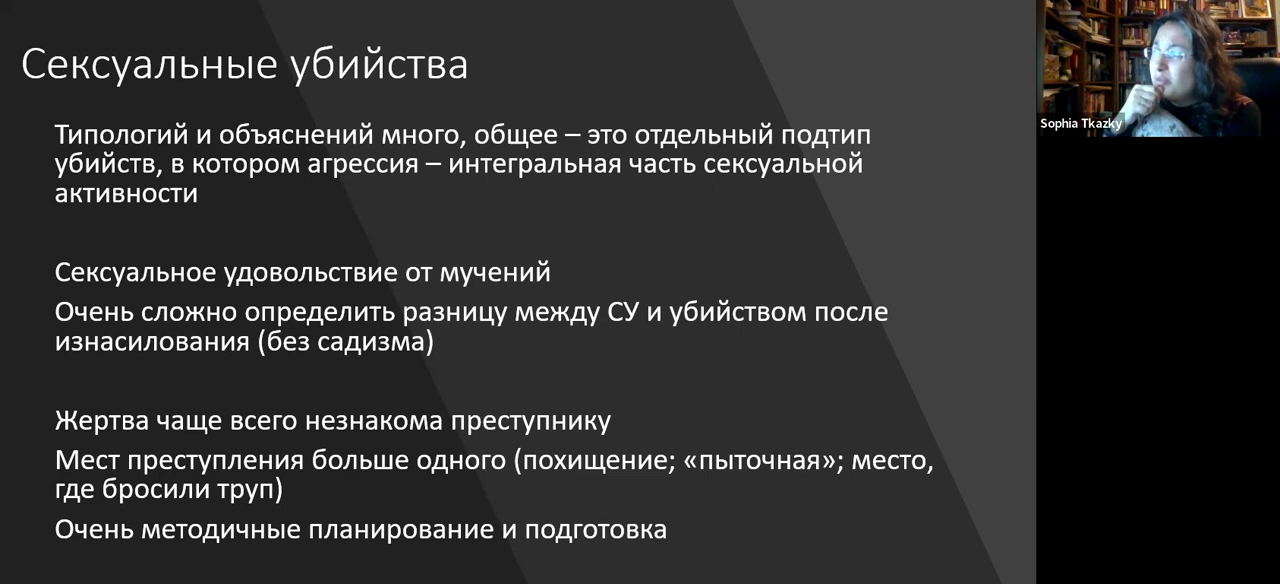 Сексуальные убийства
Типологий и объяснений много, общее – это отдельный подтип
убийств, в котором агрессия – интегральная часть сексуальной
активности
Сексуальное удовольствие от мучений
Очень сложно определить разницу между СУ и убийством после
изнасилования (без садизма)
Жертва чаще всего незнакома преступнику
Мест преступления больше одного (похищение; «пыточная»; место,
где бросили труп)
Очень методичные планирование и подготовка
Sophia Tkazky